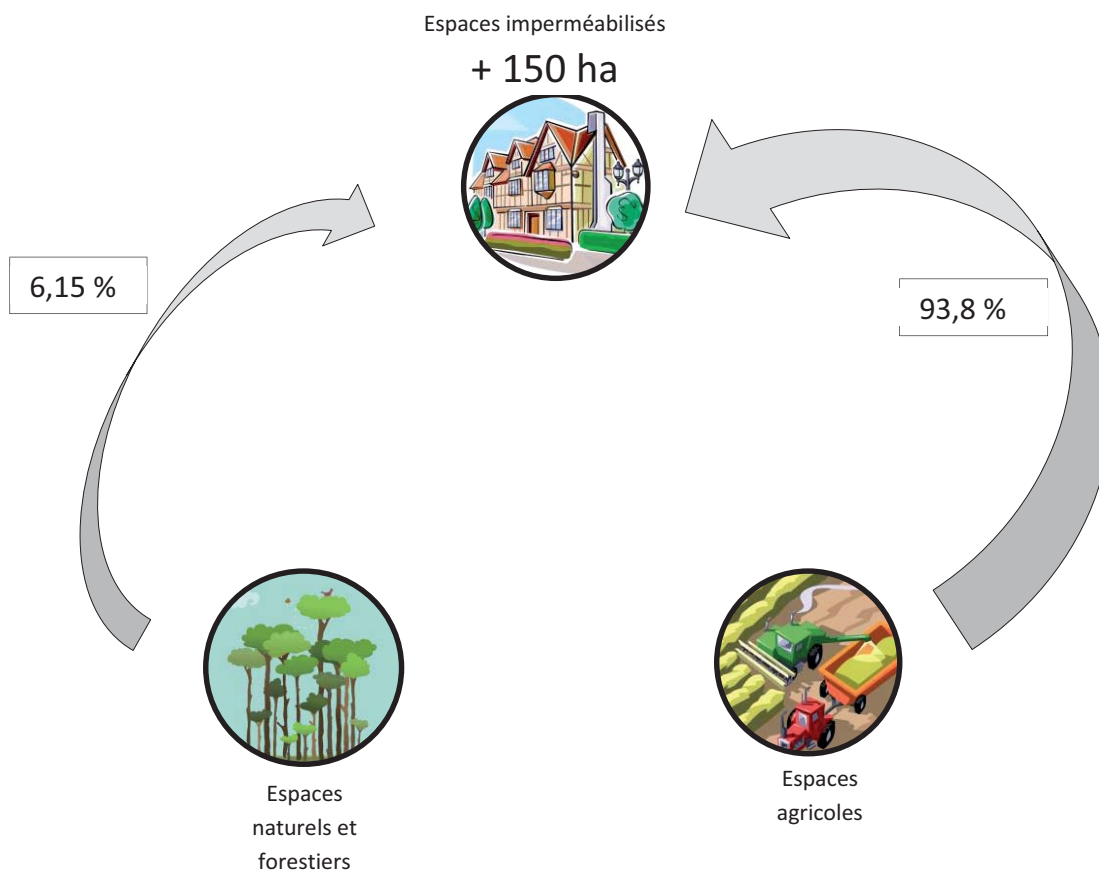 Espaces imperméabilisés
+ 150 ha
6,15 %
93,8 %
Espaces
naturels et
forestiers
Espaces
agricoles